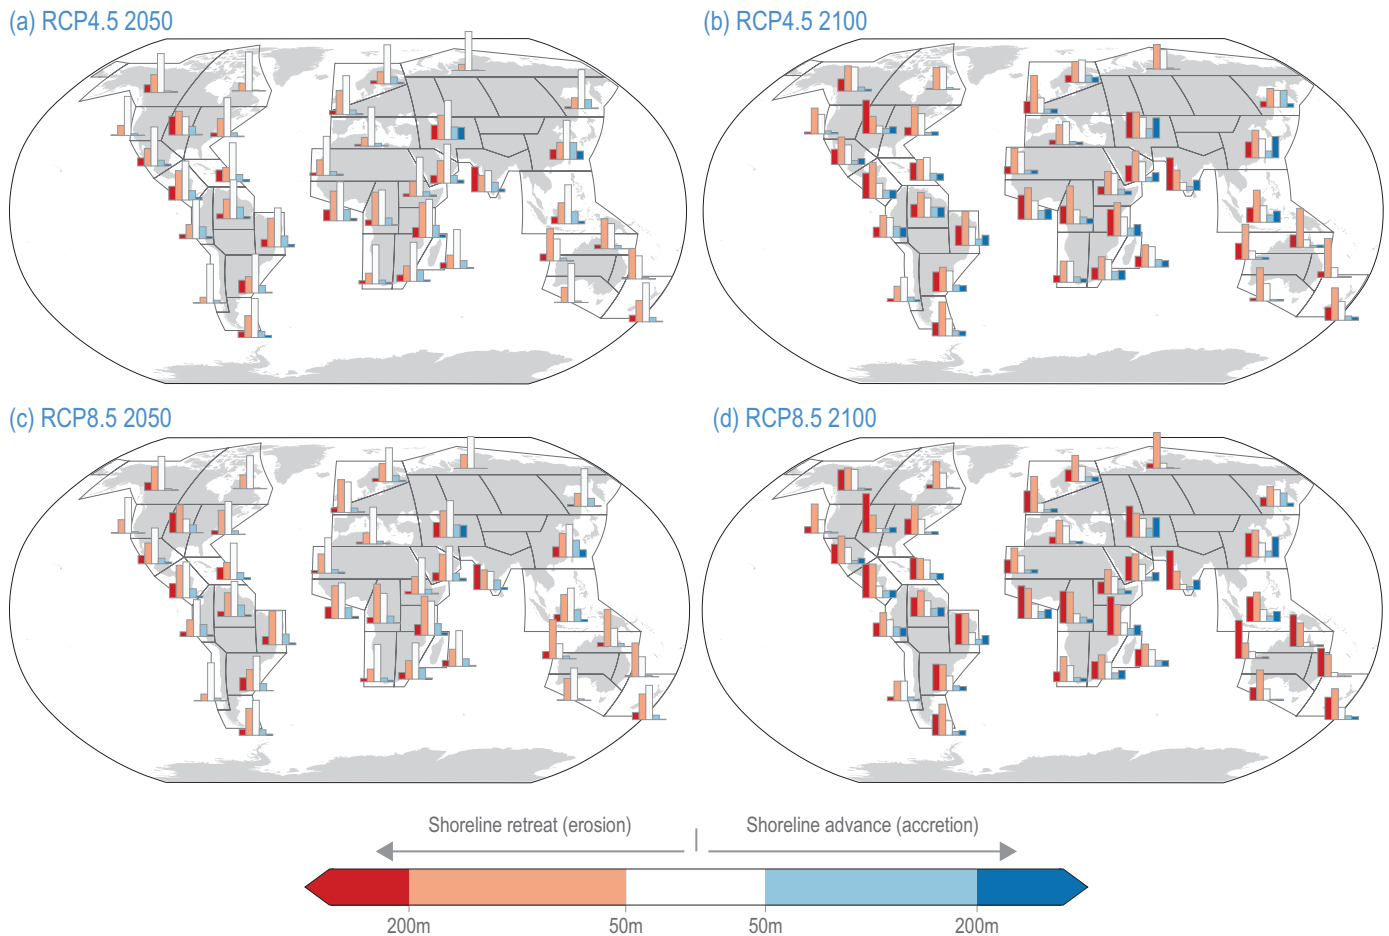 (a) RCP4.5 2050
(b) RCP4.5 2100
(c) RCP8.5 2050
(d) RCP8.5 2100
Shoreline retreat (erosion)
Shoreline advance (accretion)
200m
50m
50m
200m